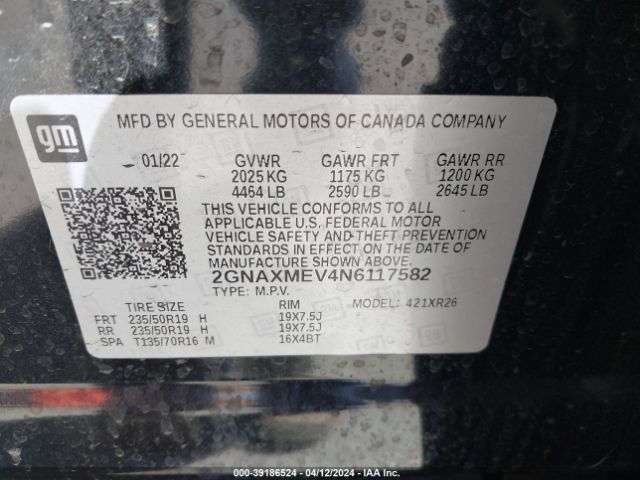 gm
MFD BY GENERAL MOTORS OF CANADA COMPANY
01/22 GVWR GAWR FRT GAWR RR
2025 KG 1175 KG 1200 KG
4464 LB 2590 LB 2645 LB
THIS VEHICLE CONFORMS TO ALL
APPLICABLE U.S. FEDERAL MOTOR
VEHICLE SAFETY AND THEFT PREVENTION
STANDARDS IN EFFECT ON THE DATE OF
MANUFACTURE SHOWN ABOVE.
2GNAXMEV4N6117582
TYPE: M.P.V. MODEL: 421XR26
TIRE SIZE RIM
FRT 235/50R19 H 19X7.5J
RR 235/50R19 H 19X7.5J
SPA T135/70R16 M 16X4BT
000-39186524 - 04/12/2024 - IAA Inc.